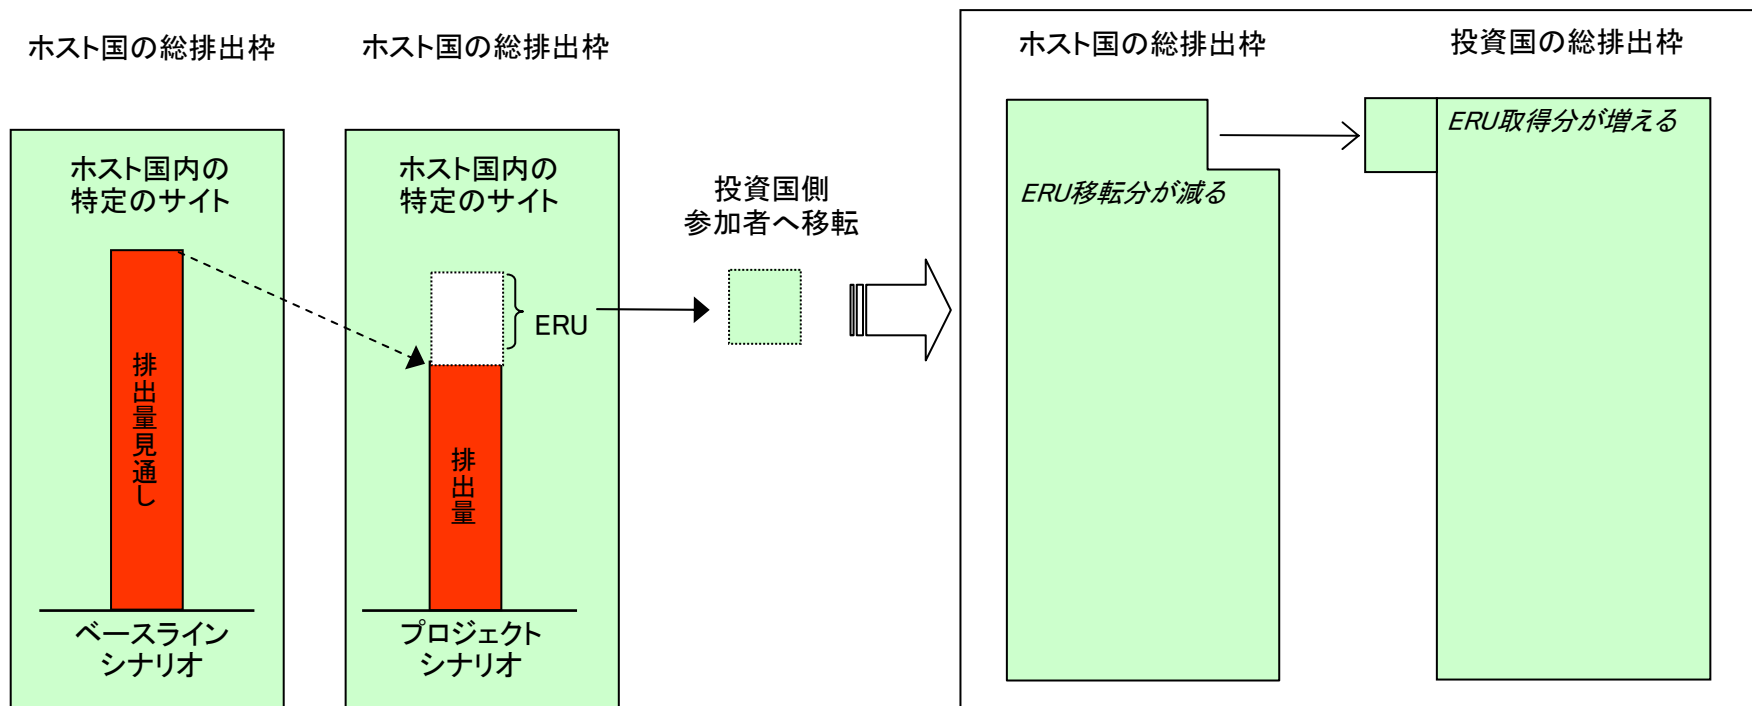 ホスト国の総排出枠
ホスト国の総排出枠
ホスト国の総排出枠
投資国の総排出枠
ホスト国内の
特定のサイト
排出量見通し
ベースライン
シナリオ
ホスト国内の
特定のサイト
ERU
排出量
プロジェクト
シナリオ
投資国側
参加者へ移転
ERU移転分が減る
ERU取得分が増える